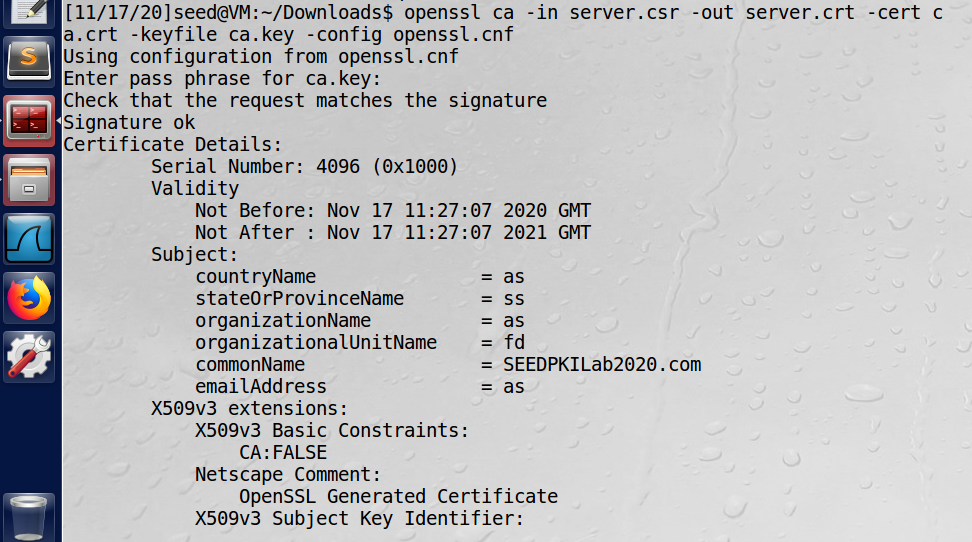 [11/17/20]seed@VM:~/Downloads$ openssl ca -in server.csr -out server.crt -cert c
a.crt -keyfile ca.key -config openssl.cnf
Using configuration from openssl.cnf
Enter pass phrase for ca.key:
Check that the request matches the signature
Signature ok
Certificate Details:
        Serial Number: 4096 (0x1000)
        Validity
            Not Before: Nov 17 11:27:07 2020 GMT
            Not After : Nov 17 11:27:07 2021 GMT
        Subject:
            countryName               = as
            stateOrProvinceName       = ss
            organizationName          = as
            organizationalUnitName    = fd
            commonName                = SEEDPKILab2020.com
            emailAddress              = as
        X509v3 extensions:
            X509v3 Basic Constraints:
                CA:FALSE
            Netscape Comment:
                OpenSSL Generated Certificate
            X509v3 Subject Key Identifier: